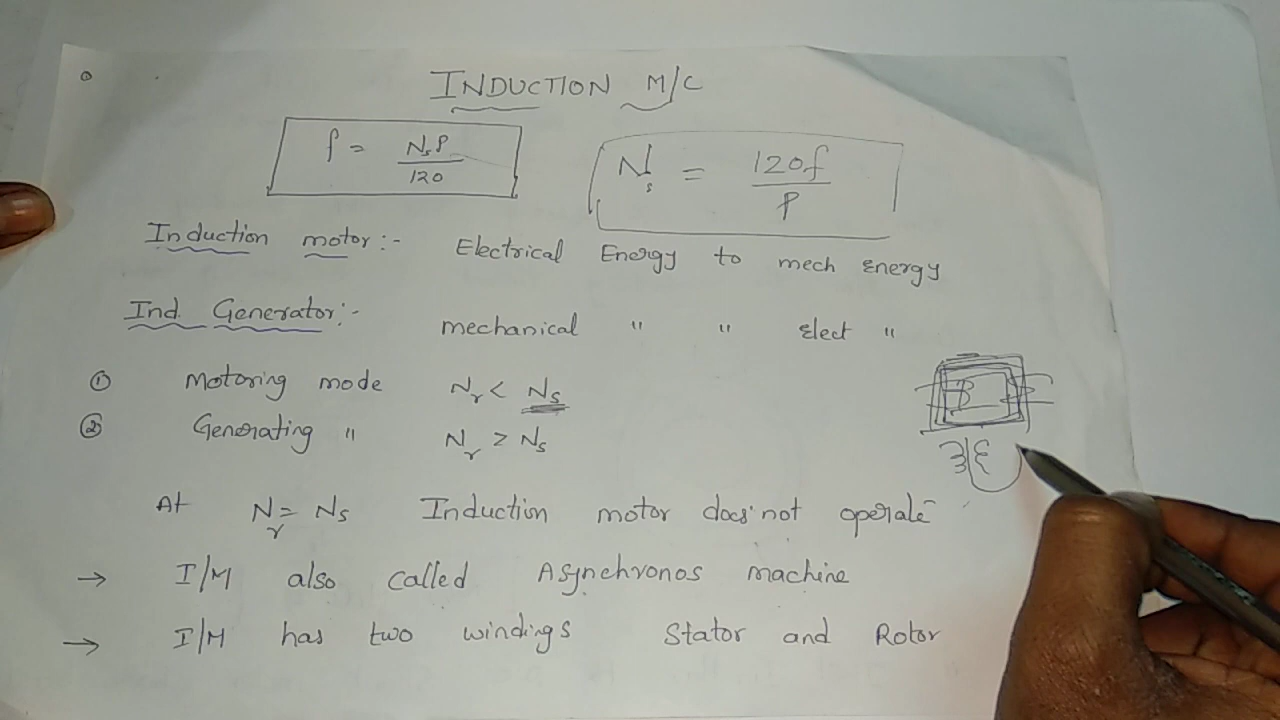 INDUCTION M/C
f = NsP/120
Ns = 120f/P
Induction motor:- Electrical Energy to mech energy
Ind. Generator:- mechanical " " Elect "
① Motoring mode Nr < Ns
② Generating " Nr > Ns
At Nr = Ns Induction motor does not operate
→ I/M also called Asynchronos machine
→ I/M has two windings Stator and Rotor